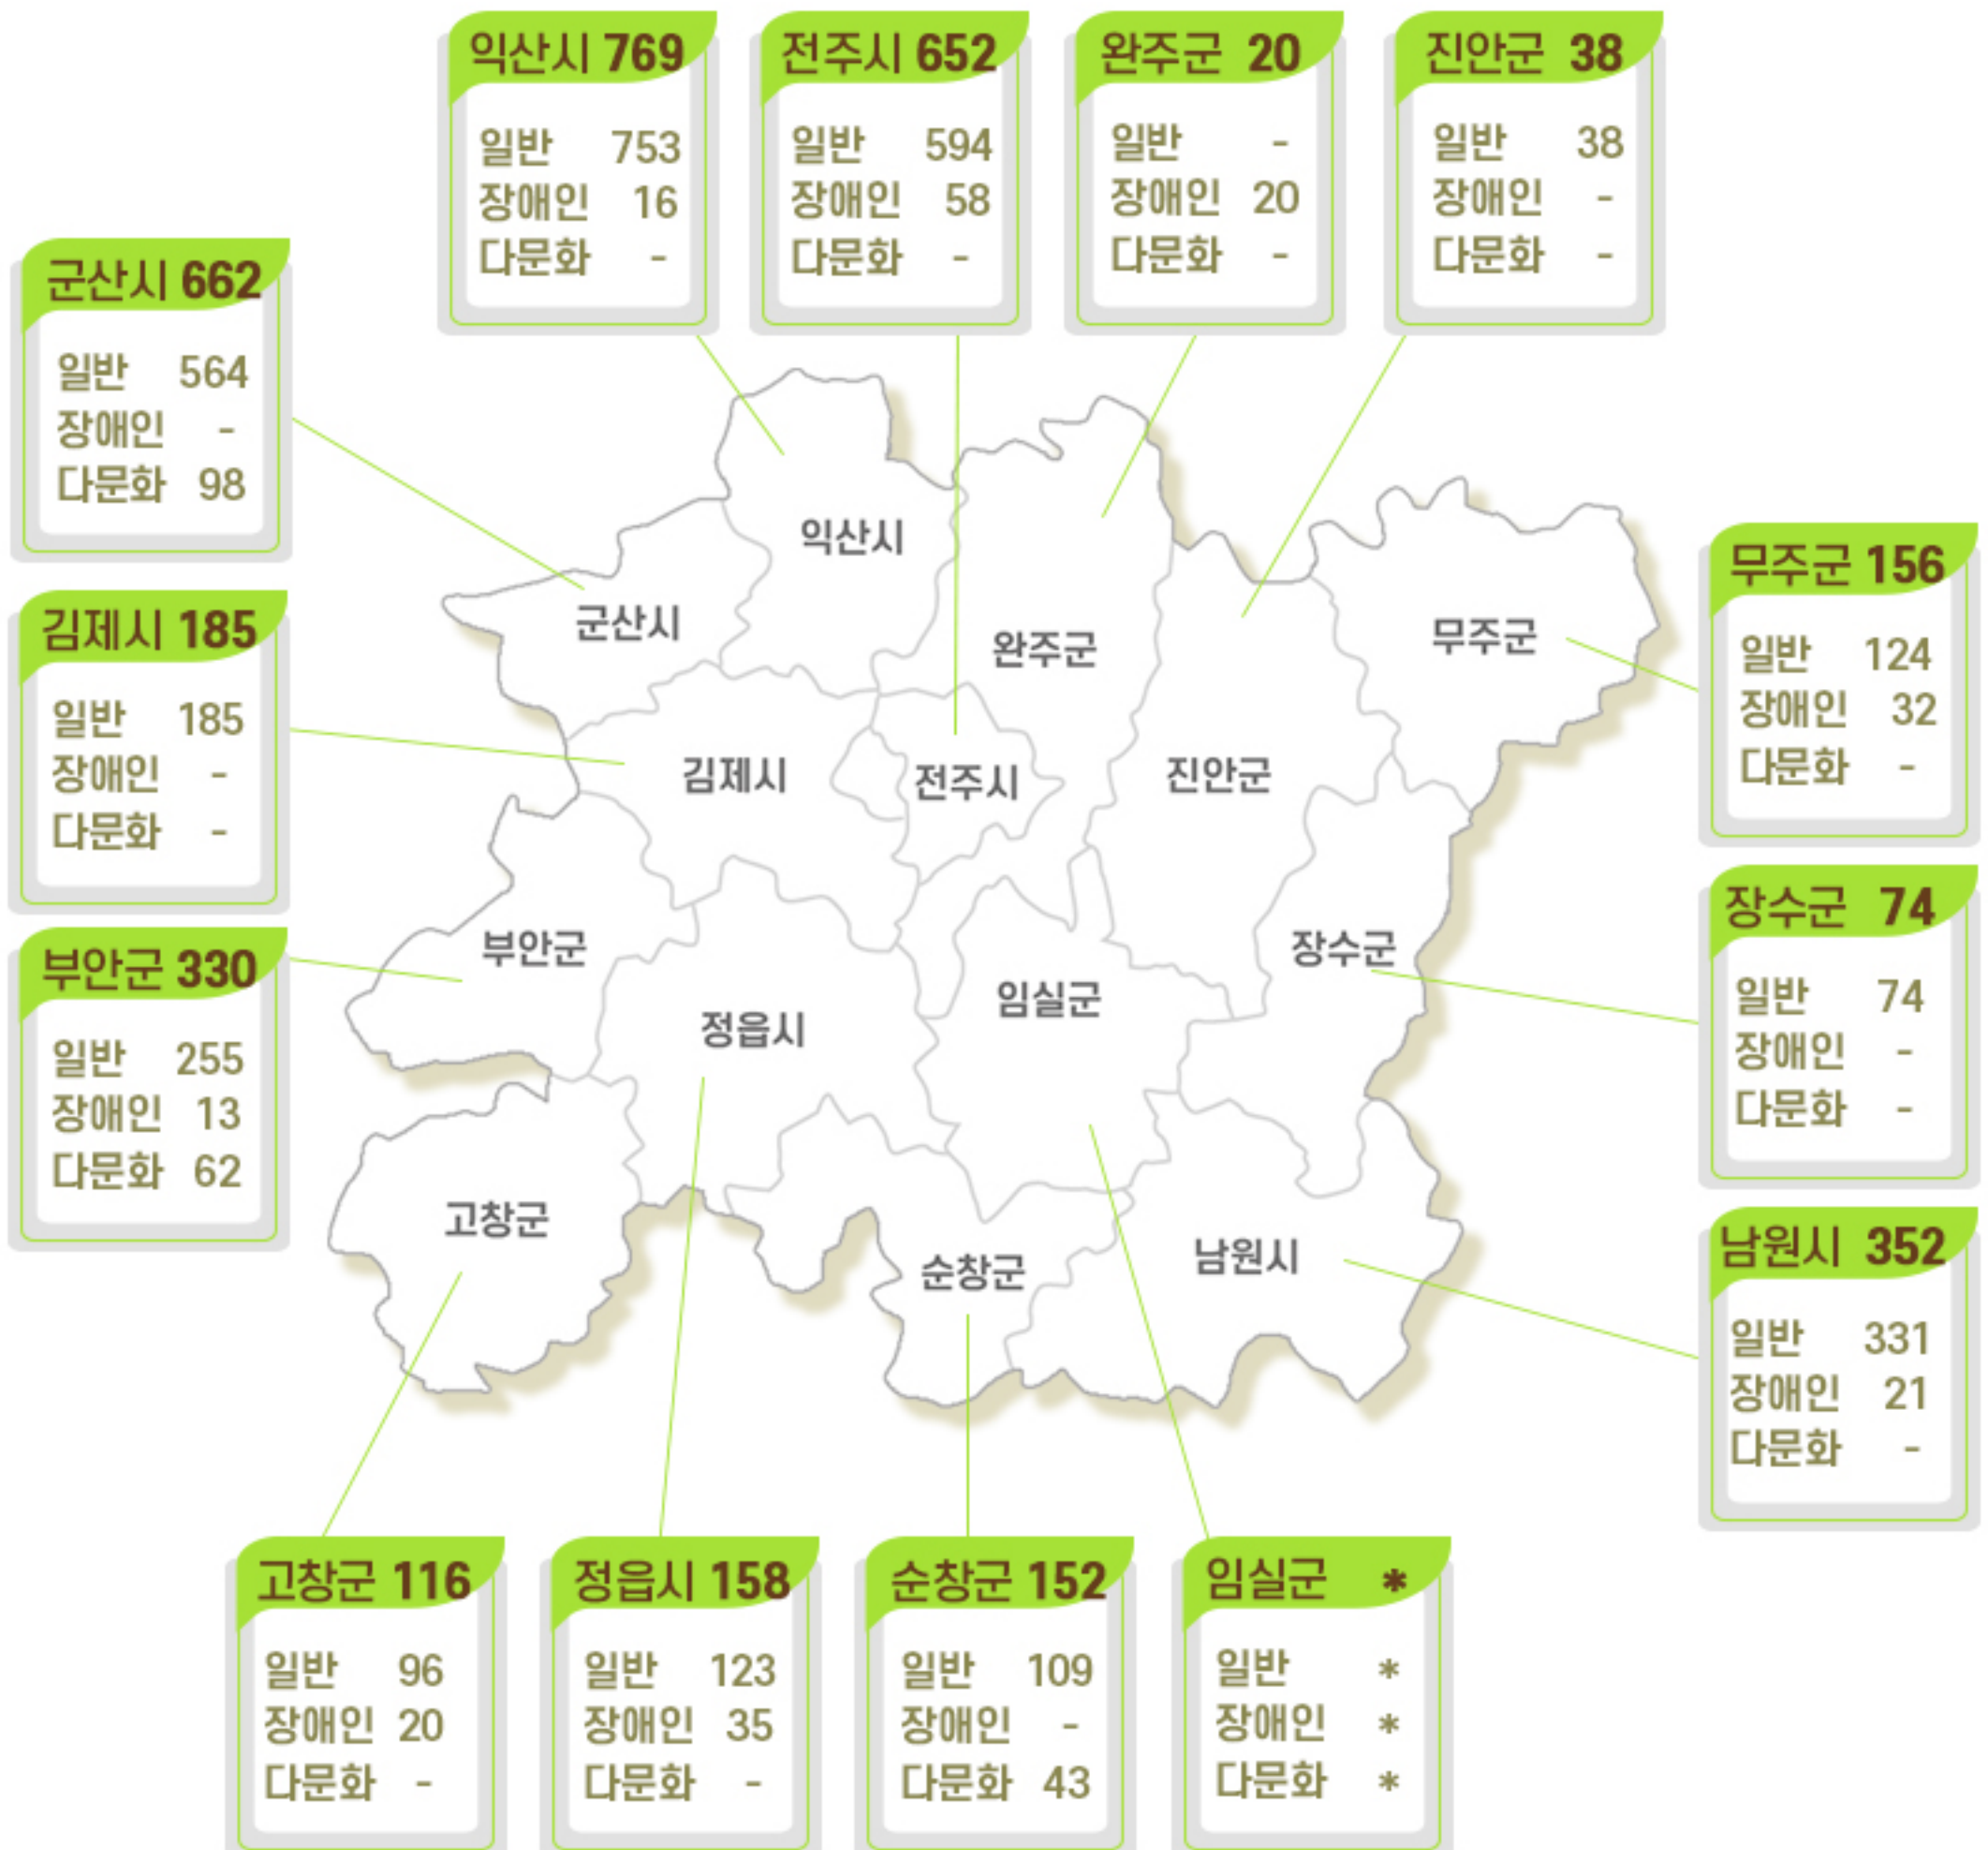 익산시 769
일반 753
장애인 16
다문화 -
전주시 652
일반 594
장애인 58
다문화 -
완주군 20
일반 -
장애인 20
다문화 -
진안군 38
일반 38
장애인 -
다문화 -
군산시 662
일반 564
장애인 -
다문화 98
김제시 185
일반 185
장애인 -
다문화 -
부안군 330
일반 255
장애인 13
다문화 62
익산시
군산시
완주군
무주군
김제시
전주시
진안군
부안군
장수군
정읍시
임실군
고창군
순창군
남원시
무주군 156
일반 124
장애인 32
다문화 -
장수군 74
일반 74
장애인 -
다문화 -
남원시 352
일반 331
장애인 21
다문화 -
고창군 116
일반 96
장애인 20
다문화 -
정읍시 158
일반 123
장애인 35
다문화 -
순창군 152
일반 109
장애인 -
다문화 43
임실군 *
일반 *
장애인 *
다문화 *